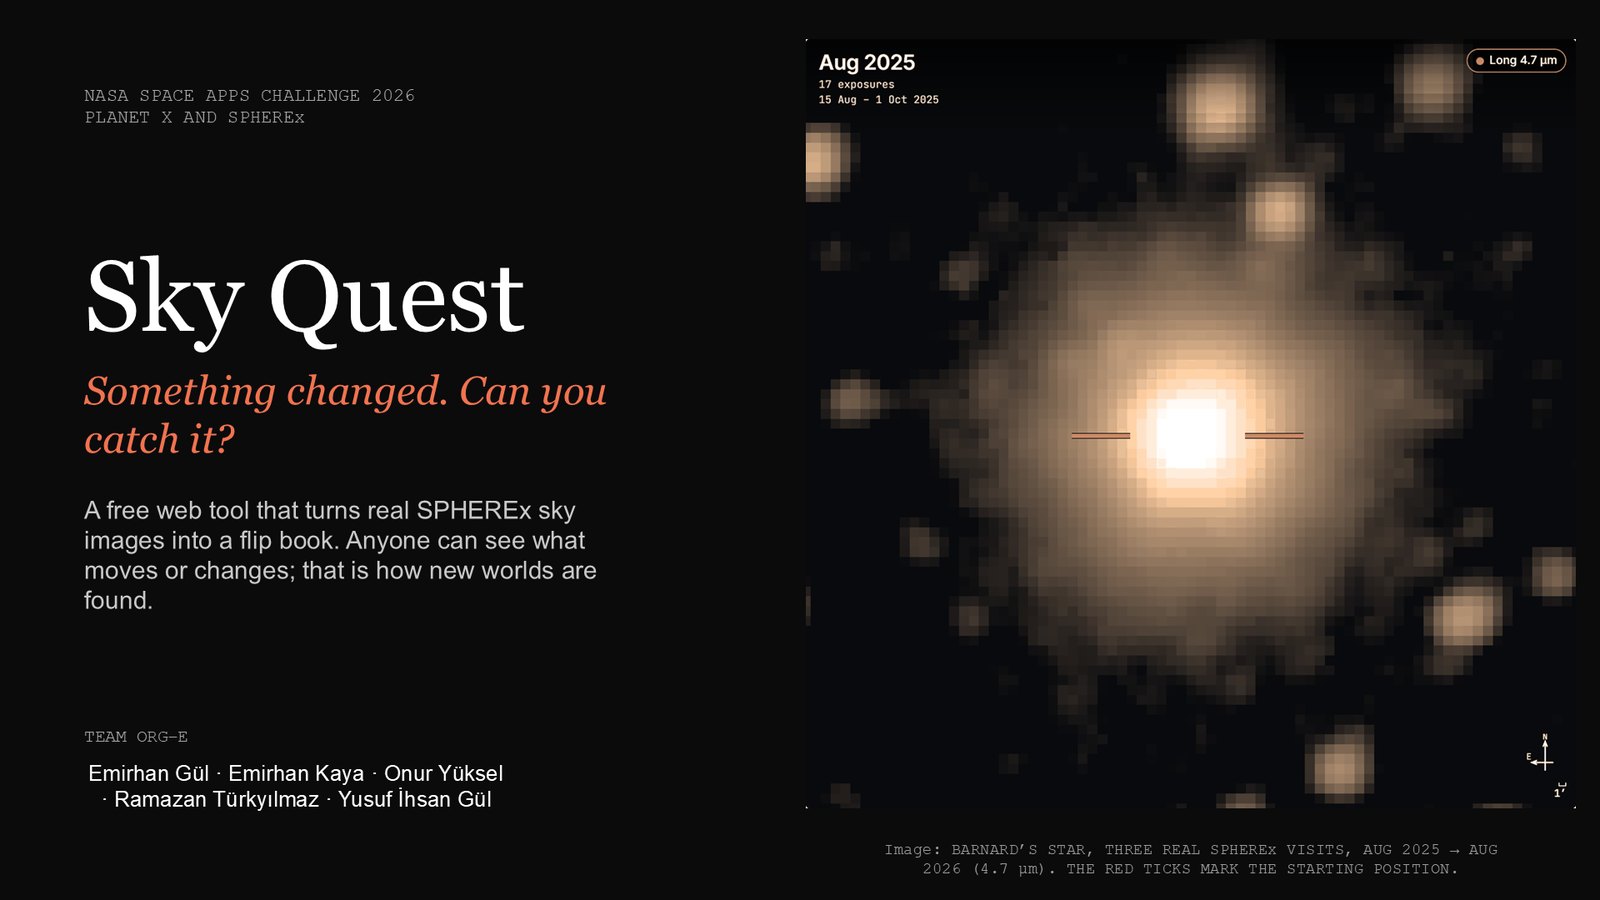 NASA SPACE APPS CHALLENGE 2026
PLANET X AND SPHEREx
Sky Quest
Something changed. Can you
catch it?
A free web tool that turns real SPHEREx sky
images into a flip book. Anyone can see what
moves or changes; that is how new worlds are
found.
TEAM ORG–E
Emirhan Gül · Emirhan Kaya · Onur Yüksel
· Ramazan Türkyılmaz · Yusuf İhsan Gül
Aug 2025
17 exposures
15 Aug – 1 Oct 2025
Long 4.7 µm
N
E
1′
Image: BARNARD’S STAR, THREE REAL SPHEREx VISITS, AUG 2025 → AUG
2026 (4.7 µm). THE RED TICKS MARK THE STARTING POSITION.